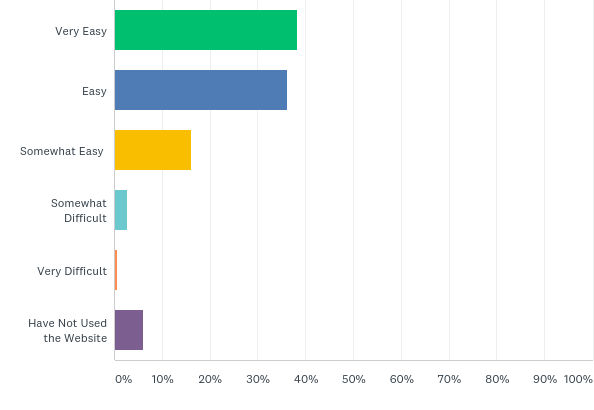 Very Easy
Easy
Somewhat Easy
Somewhat
Difficult
Very Difficult
Have Not Used
the Website
0% 10% 20% 30% 40% 50% 60% 70% 80% 90% 100%